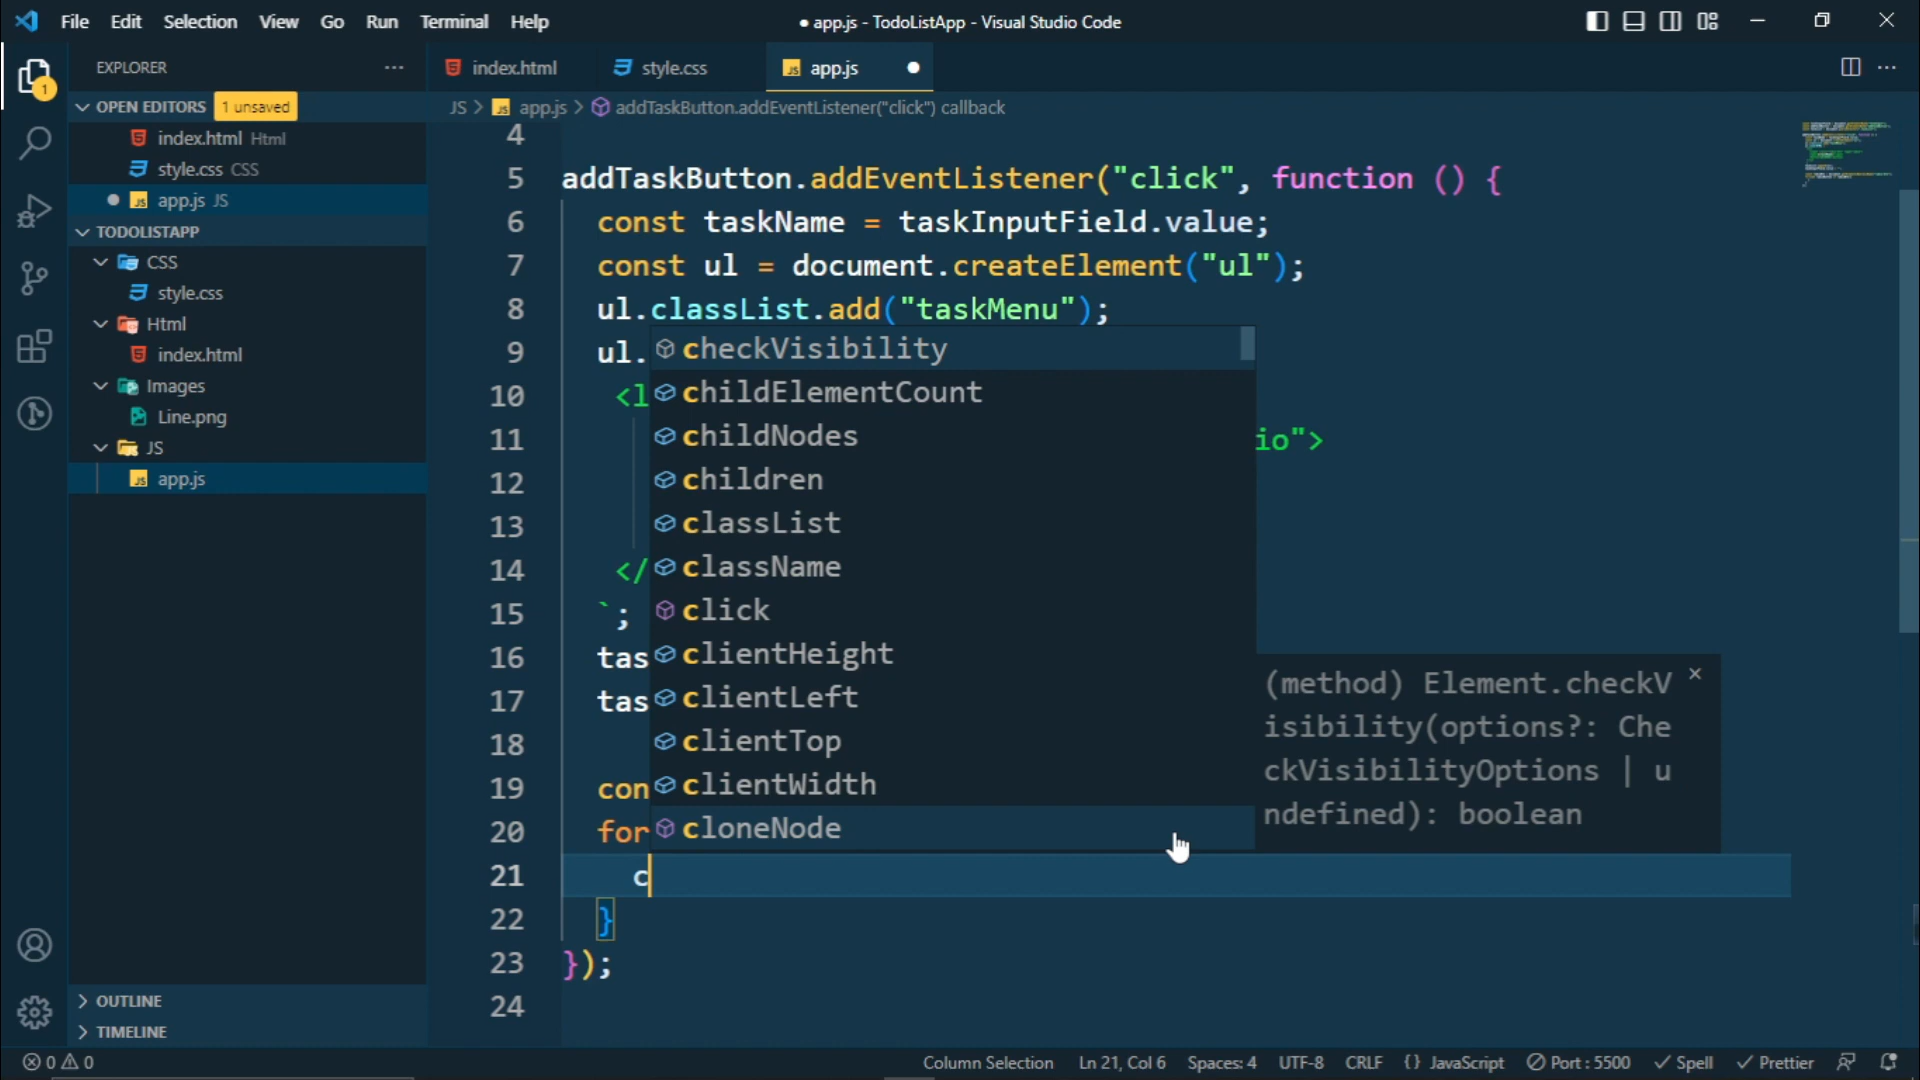 File Edit Selection View Go Run Terminal Help
● app.js - TodoListApp - Visual Studio Code
EXPLORER
OPEN EDITORS 1 unsaved
index.html Html
style.css CSS
● app.js JS
TODOLISTAPP
CSS
style.css
Html
index.html
Images
Line.png
JS
app.js
OUTLINE
TIMELINE
1
index.html
style.css
JS app.js
JS > JS app.js > addTaskButton.addEventListener("click") callback
4
5 addTaskButton.addEventListener("click", function () {
6 const taskName = taskInputField.value;
7 const ul = document.createElement("ul");
8 ul.classList.add("taskMenu");
9 ul.
10 <l
11 io">
12
13
14 </
15 `;
16 tas
17 tas
18
19 con
20 for
21 c
22 }
23 });
24
checkVisibility
childElementCount
childNodes
children
classList
className
click
clientHeight
clientLeft
clientTop
clientWidth
cloneNode
(method) Element.checkV
isibility(options?: Che
ckVisibilityOptions | u
ndefined): boolean
0 0
Column Selection Ln 21, Col 6 Spaces: 4 UTF-8 CRLF {} JavaScript Port : 5500 Spell Prettier